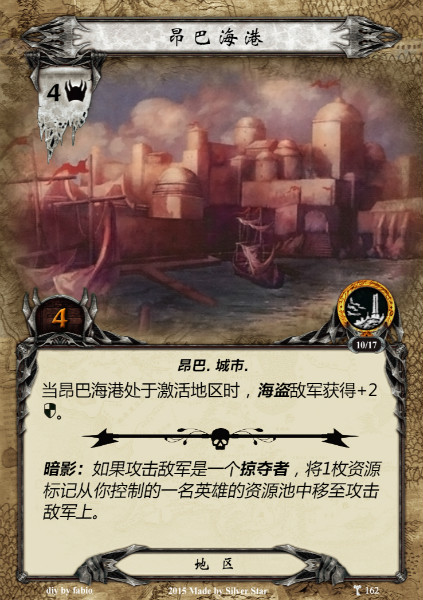 昂巴海港
4
4
10/17
昂巴. 城市.
当昂巴海港处于激活地区时，海盗敌军获得+2
。
暗影：如果攻击敌军是一个掠夺者，将1枚资源
标记从你控制的一名英雄的资源池中移至攻击
敌军上。
地区
diy by fabio 2015 Made by Silver Star 162